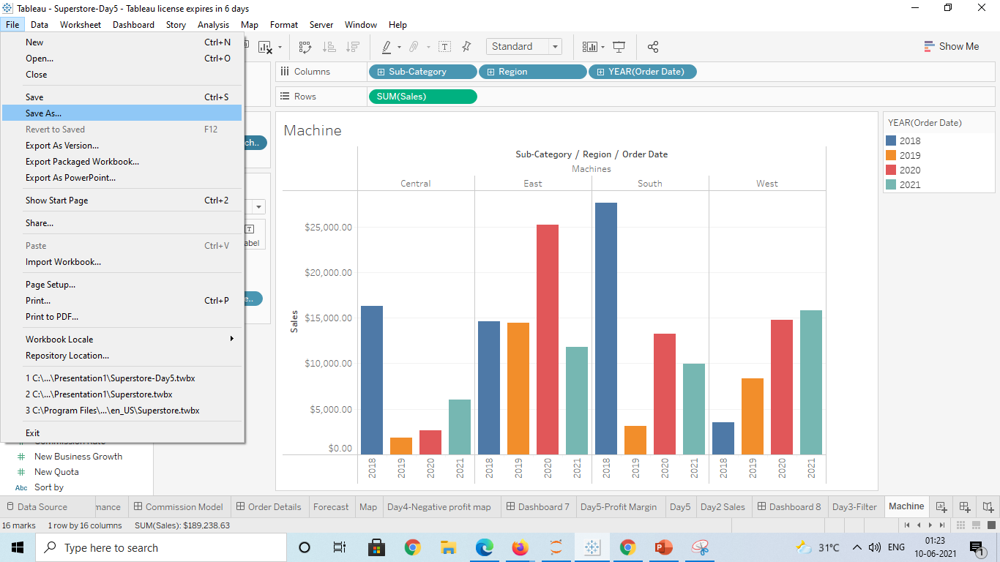 Tableau - Superstore-Day5 - Tableau license expires in 6 days
File Data Worksheet Dashboard Story Analysis Map Format Server Window Help
New Ctrl+N
Open... Ctrl+O
Close
Save Ctrl+S
Save As...
Revert to Saved F12
Export As Version...
Export Packaged Workbook...
Export As PowerPoint...
Show Start Page Ctrl+2
Share...
Paste Ctrl+V
Import Workbook...
Page Setup...
Print... Ctrl+P
Print to PDF...
Workbook Locale
Repository Location...
1 C:\...\Presentation1\Superstore-Day5.twbx
2 C:\...\Presentation1\Superstore.twbx
3 C:\Program Files\...\en_US\Superstore.twbx
Exit
New Business Growth
New Quota
Abc Sort by
Standard
Show Me
Columns Sub-Category Region YEAR(Order Date)
Rows SUM(Sales)
Machine
Sub-Category / Region / Order Date
Machines
Central East South West
Sales
$25,000.00
$20,000.00
$15,000.00
$10,000.00
$5,000.00
$0.00
2018 2019 2020 2021 2018 2019 2020 2021 2018 2019 2020 2021 2018 2019 2020 2021
YEAR(Order Date)
2018
2019
2020
2021
Data Source mance Commission Model Order Details Forecast Map Day4-Negative profit map Dashboard 7 Day5-Profit Margin Day5 Day2 Sales Dashboard 8 Day3-Filter Machine
16 marks 1 row by 16 columns SUM(Sales): $189,238.63
Type here to search
31°C ENG 01:23
10-06-2021
1